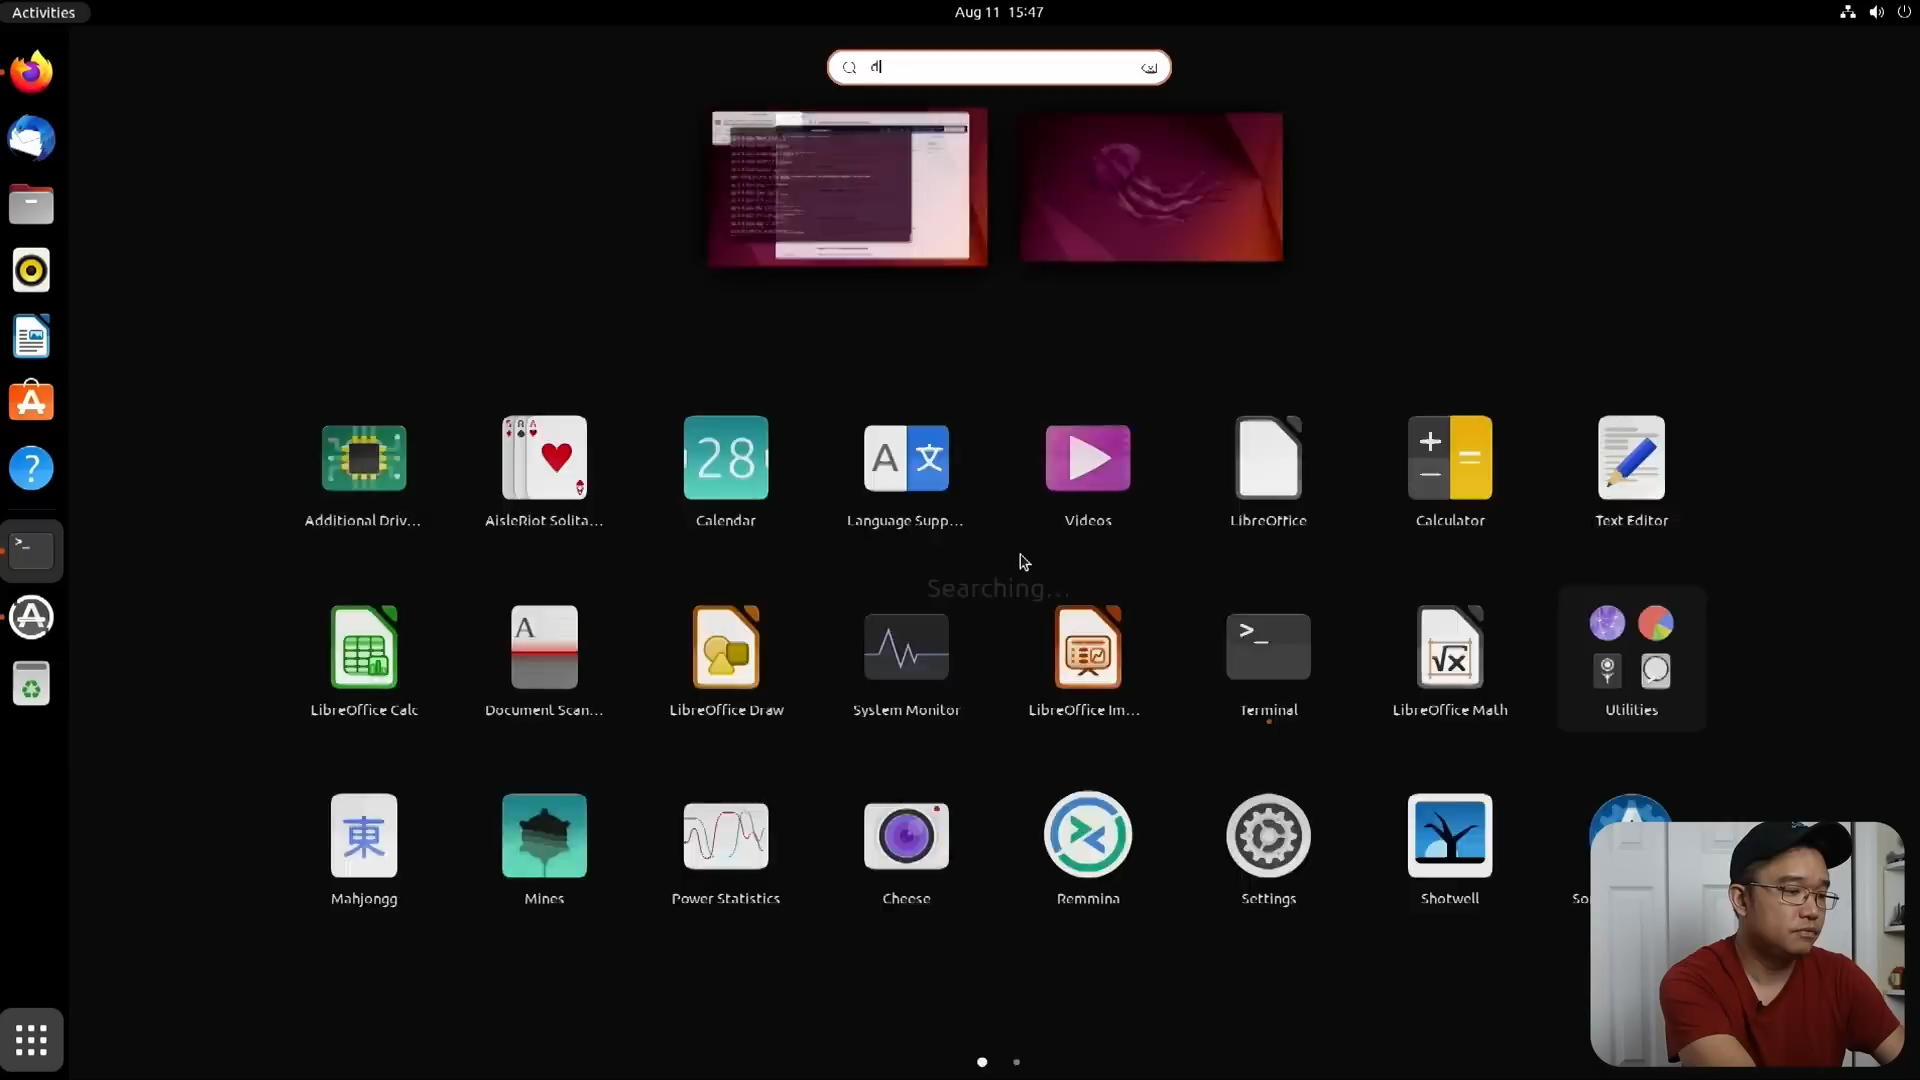 Activities
Aug 11 15:47
d
Additional Driv...
AisleRiot Solita...
Calendar
Language Supp...
Videos
LibreOffice
Calculator
Text Editor
28
A 文
Searching...
LibreOffice Calc
Document Scan...
LibreOffice Draw
System Monitor
LibreOffice Im...
Terminal
LibreOffice Math
Utilities
A
>_
√x
東
Mahjongg
Mines
Power Statistics
Cheese
Remmina
Settings
Shotwell
So